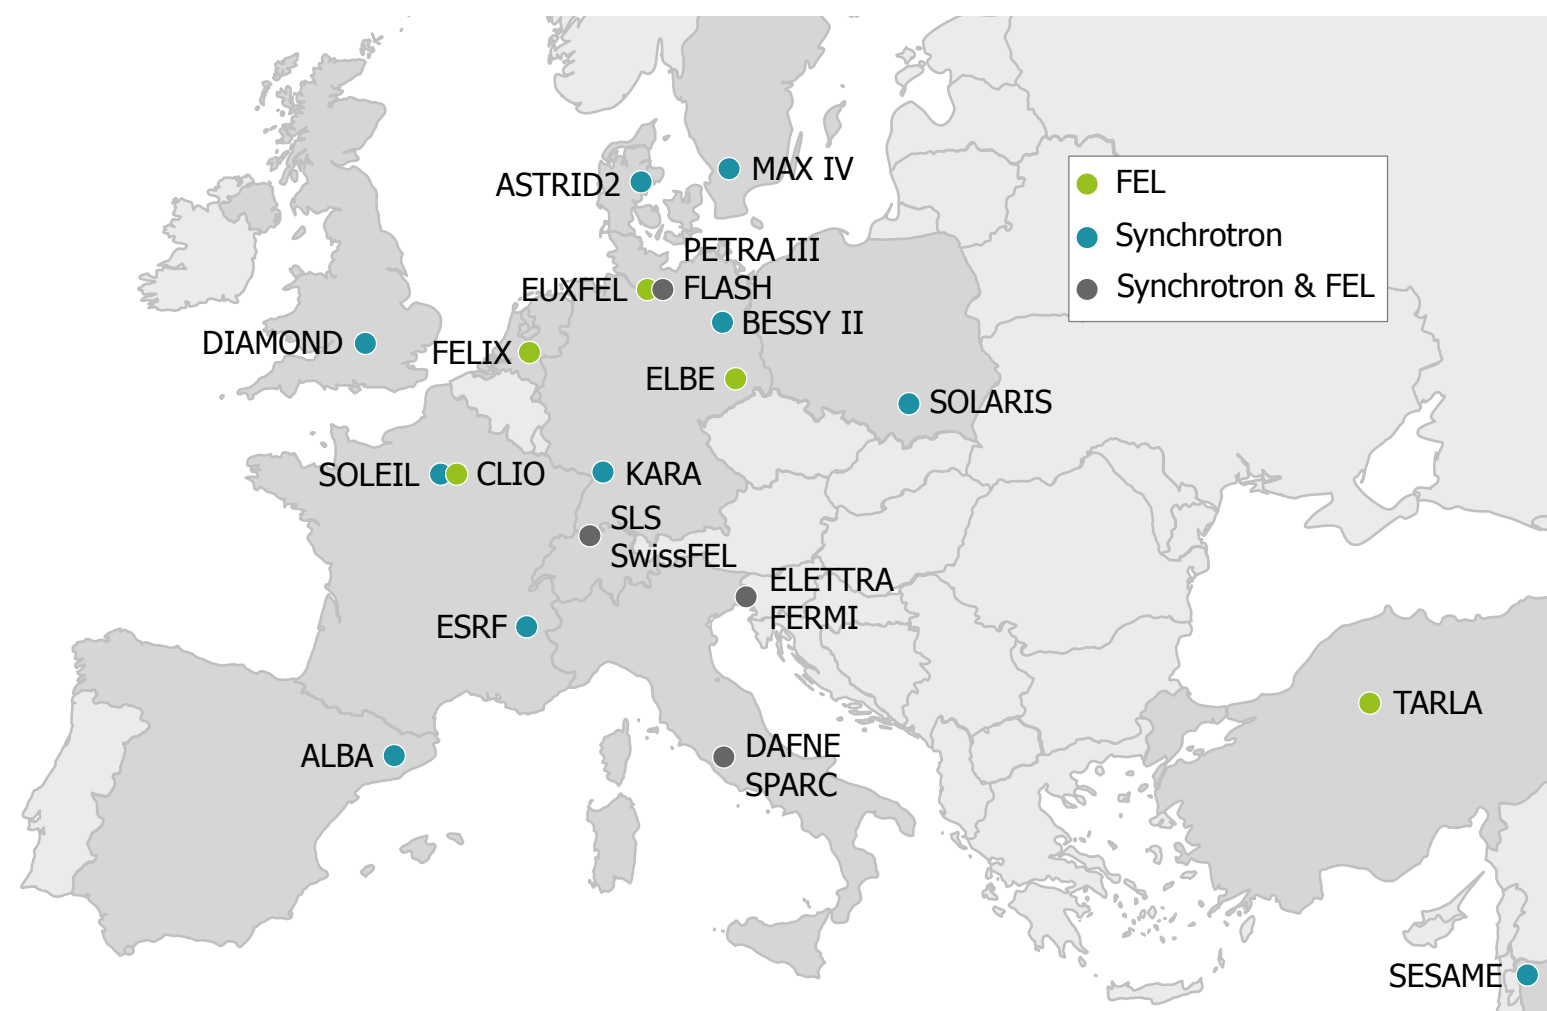 MAX IV
ASTRID2
FEL
Synchrotron
Synchrotron & FEL
PETRA III
EUXFEL
FLASH
BESSY II
DIAMOND
FELIX
ELBE
SOLARIS
SOLEIL
CLIO
KARA
SLS
SwissFEL
ELETTRA
FERMI
ESRF
TARLA
ALBA
DAFNE
SPARC
SESAME